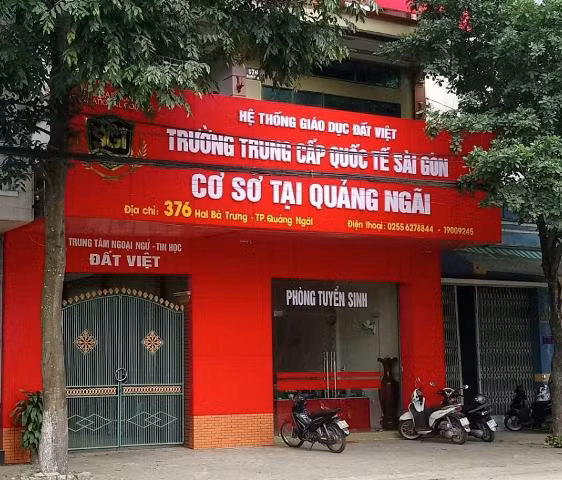 HỆ THỐNG GIÁO DỤC ĐẤT VIỆT
TRƯỜNG TRUNG CẤP QUỐC TẾ SÀI GÒN
CƠ SỞ TẠI QUẢNG NGÃI
Địa chỉ: 376 Hai Bà Trưng - TP Quảng Ngãi
Điện thoại: 0255 6278844 - 19009245
TRUNG TÂM NGOẠI NGỮ - TIN HỌC
ĐẤT VIỆT
PHÒNG TUYỂN SINH